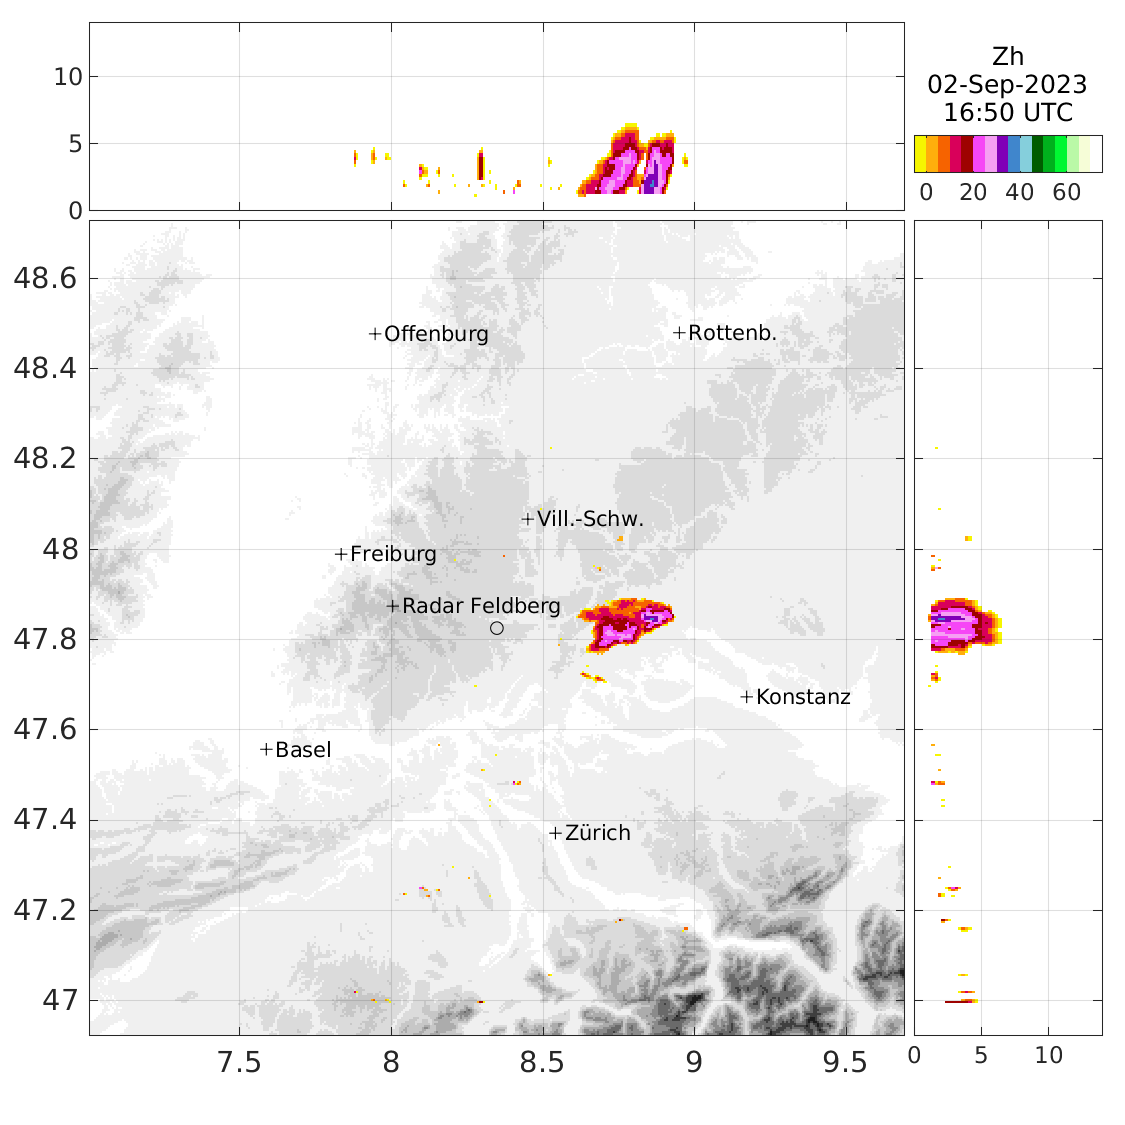 10
5
0
Zh
02-Sep-2023
16:50 UTC
0 20 40 60
48.6
48.4
48.2
48
47.8
47.6
47.4
47.2
47
Offenburg
Rottenb.
Vill.-Schw.
Freiburg
Radar Feldberg
Konstanz
Basel
Zürich
7.5 8 8.5 9 9.5
0 5 10